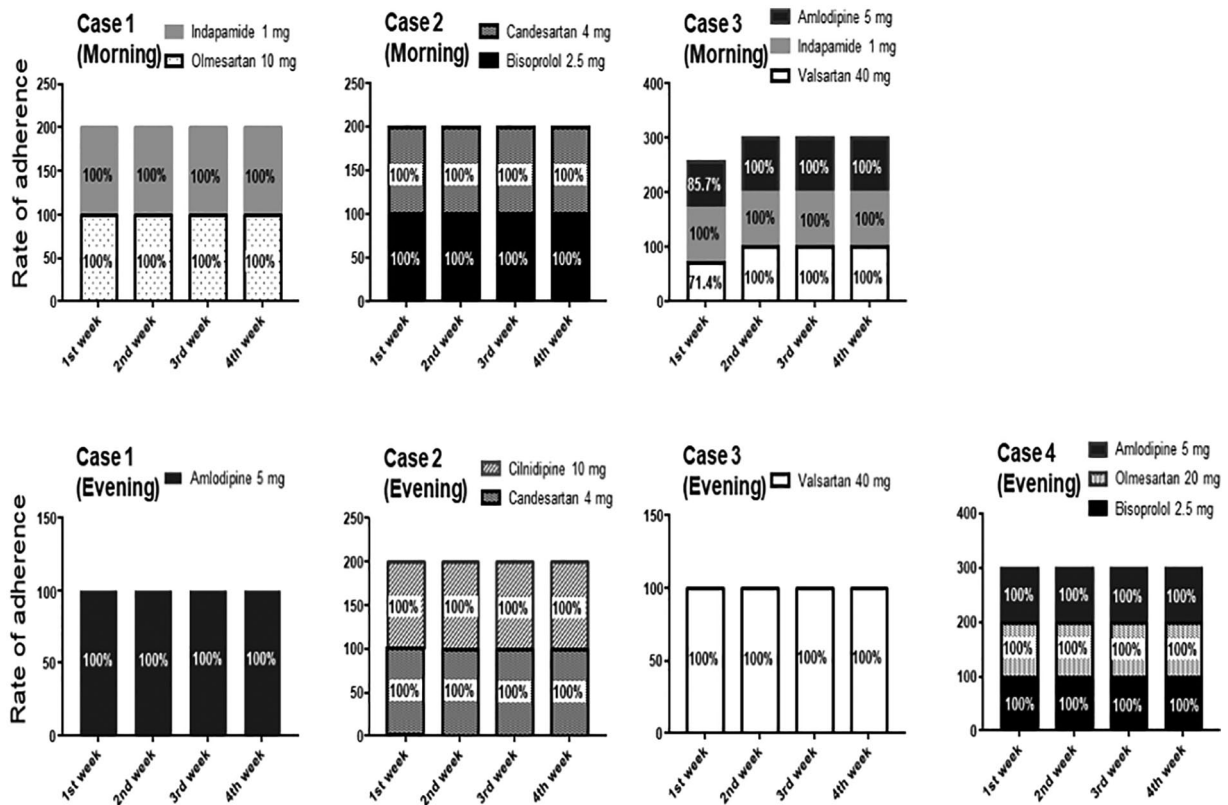 Case 1
(Morning)
Indapamide 1 mg
Olmesartan 10 mg
Rate of adherence
250
200
150
100
50
0
100% 100% 100% 100%
100% 100% 100% 100%
1st week 2nd week 3rd week 4th week
Case 2
(Morning)
Candesartan 4 mg
Bisoprolol 2.5 mg
250
200
150
100
50
0
100% 100% 100% 100%
100% 100% 100% 100%
1st week 2nd week 3rd week 4th week
Case 3
(Morning)
Amlodipine 5 mg
Indapamide 1 mg
Valsartan 40 mg
400
300
200
100
0
85.7% 100% 100% 100%
100% 100% 100% 100%
71.4% 100% 100% 100%
1st week 2nd week 3rd week 4th week
Case 1
(Evening)
Amlodipine 5 mg
Rate of adherence
150
100
50
0
100% 100% 100% 100%
1st week 2nd week 3rd week 4th week
Case 2
(Evening)
Cilnidipine 10 mg
Candesartan 4 mg
250
200
150
100
50
0
100% 100% 100% 100%
100% 100% 100% 100%
1st week 2nd week 3rd week 4th week
Case 3
(Evening)
Valsartan 40 mg
150
100
50
0
100% 100% 100% 100%
1st week 2nd week 3rd week 4th week
Case 4
(Evening)
Amlodipine 5 mg
Olmesartan 20 mg
Bisoprolol 2.5 mg
400
300
200
100
0
100% 100% 100% 100%
100% 100% 100% 100%
100% 100% 100% 100%
1st week 2nd week 3rd week 4th week